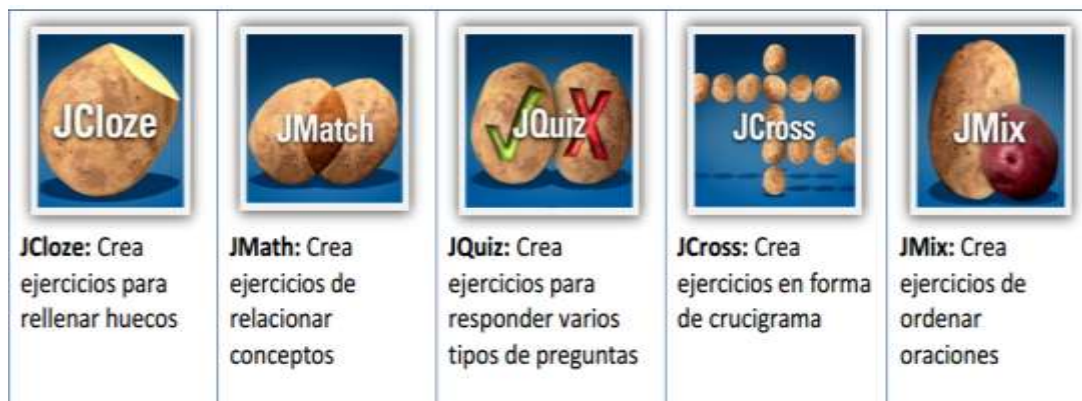 JCloze
JMatch
JQuiz
JCross
JMix
JCloze: Crea
ejercicios para
rellenar huecos
JMath: Crea
ejercicios de
relacionar
conceptos
JQuiz: Crea
ejercicios para
responder varios
tipos de preguntas
JCross: Crea
ejercicios en forma
de crucigrama
JMix: Crea
ejercicios de
ordenar
oraciones